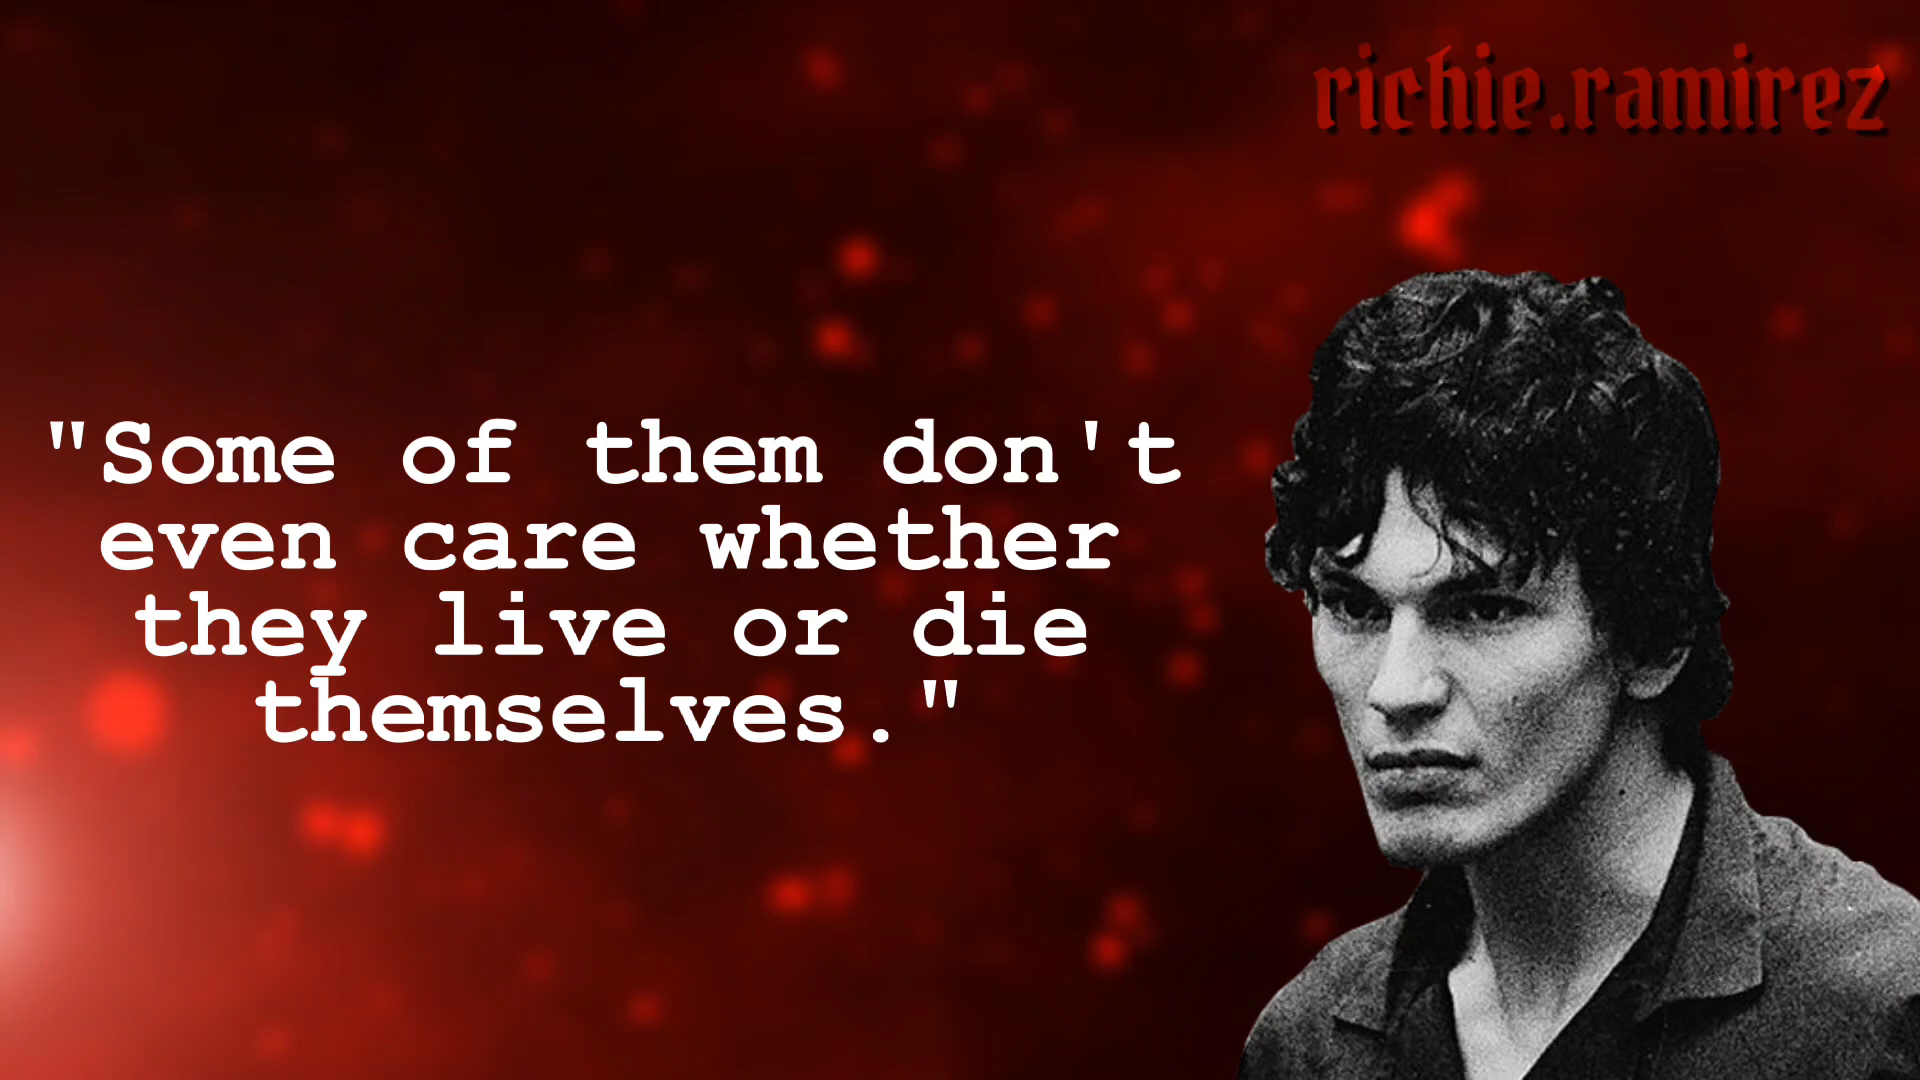 richie.ramirez
"Some of them don't
even care whether
they live or die
themselves."